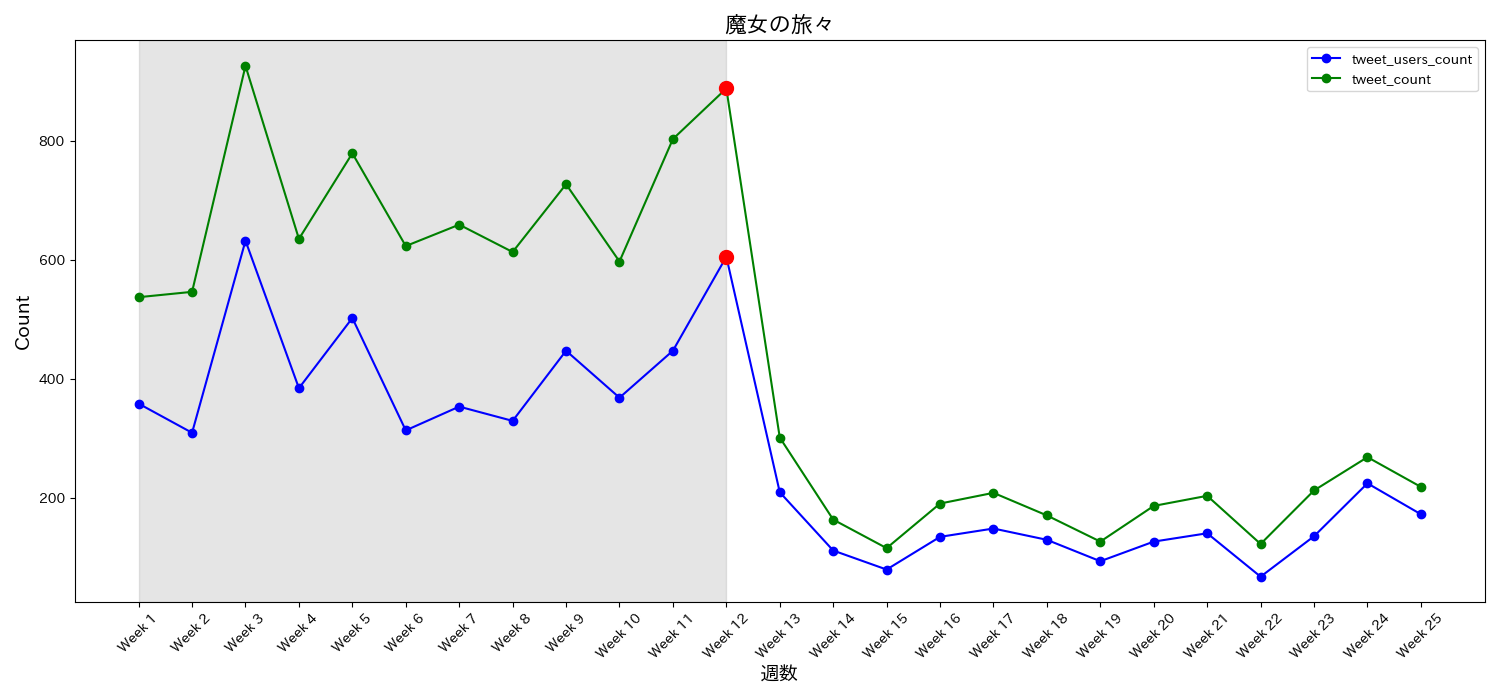 魔女の旅々
tweet_users_count
tweet_count
Count
800
600
400
200
Week 1
Week 2
Week 3
Week 4
Week 5
Week 6
Week 7
Week 8
Week 9
Week 10
Week 11
Week 12
Week 13
Week 14
Week 15
Week 16
Week 17
Week 18
Week 19
Week 20
Week 21
Week 22
Week 23
Week 24
Week 25
週数